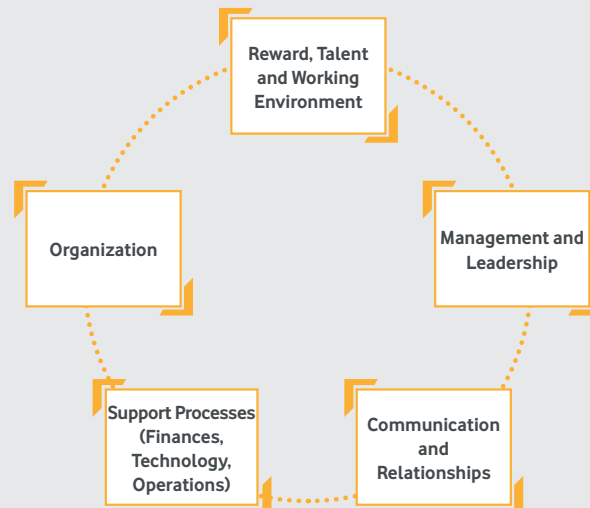 Reward, Talent
and Working
Environment
Organization
Management and
Leadership
Support Processes
(Finances,
Technology,
Operations)
Communication
and
Relationships